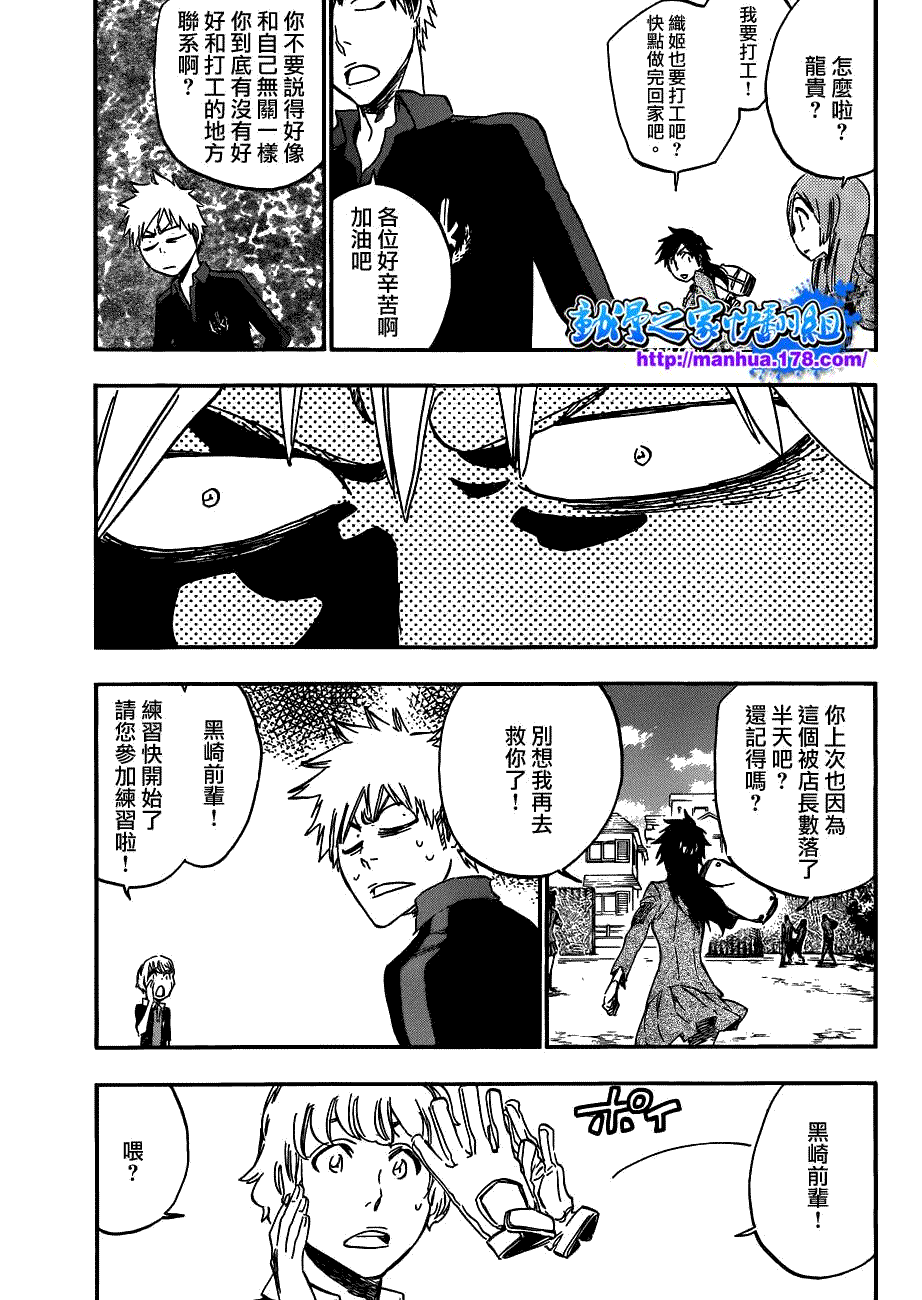 怎麼啦？
龍貴？
我要打工！
織姬也要打工吧？
快點做完回家吧。
各位好辛苦啊
加油吧
你不要説得好像
和自己無關一樣
你到底有沒有好
好和打工的地方
聯系啊？
動漫之家快翻組
http://manhua.178.com/
你上次也因為
這個被店長數落了
半天吧？
還記得嗎？
別想我再去
救你了！
黑崎前輩！
練習快開始了
請您參加練習啦！
黑崎前輩！
ポイ
喂？